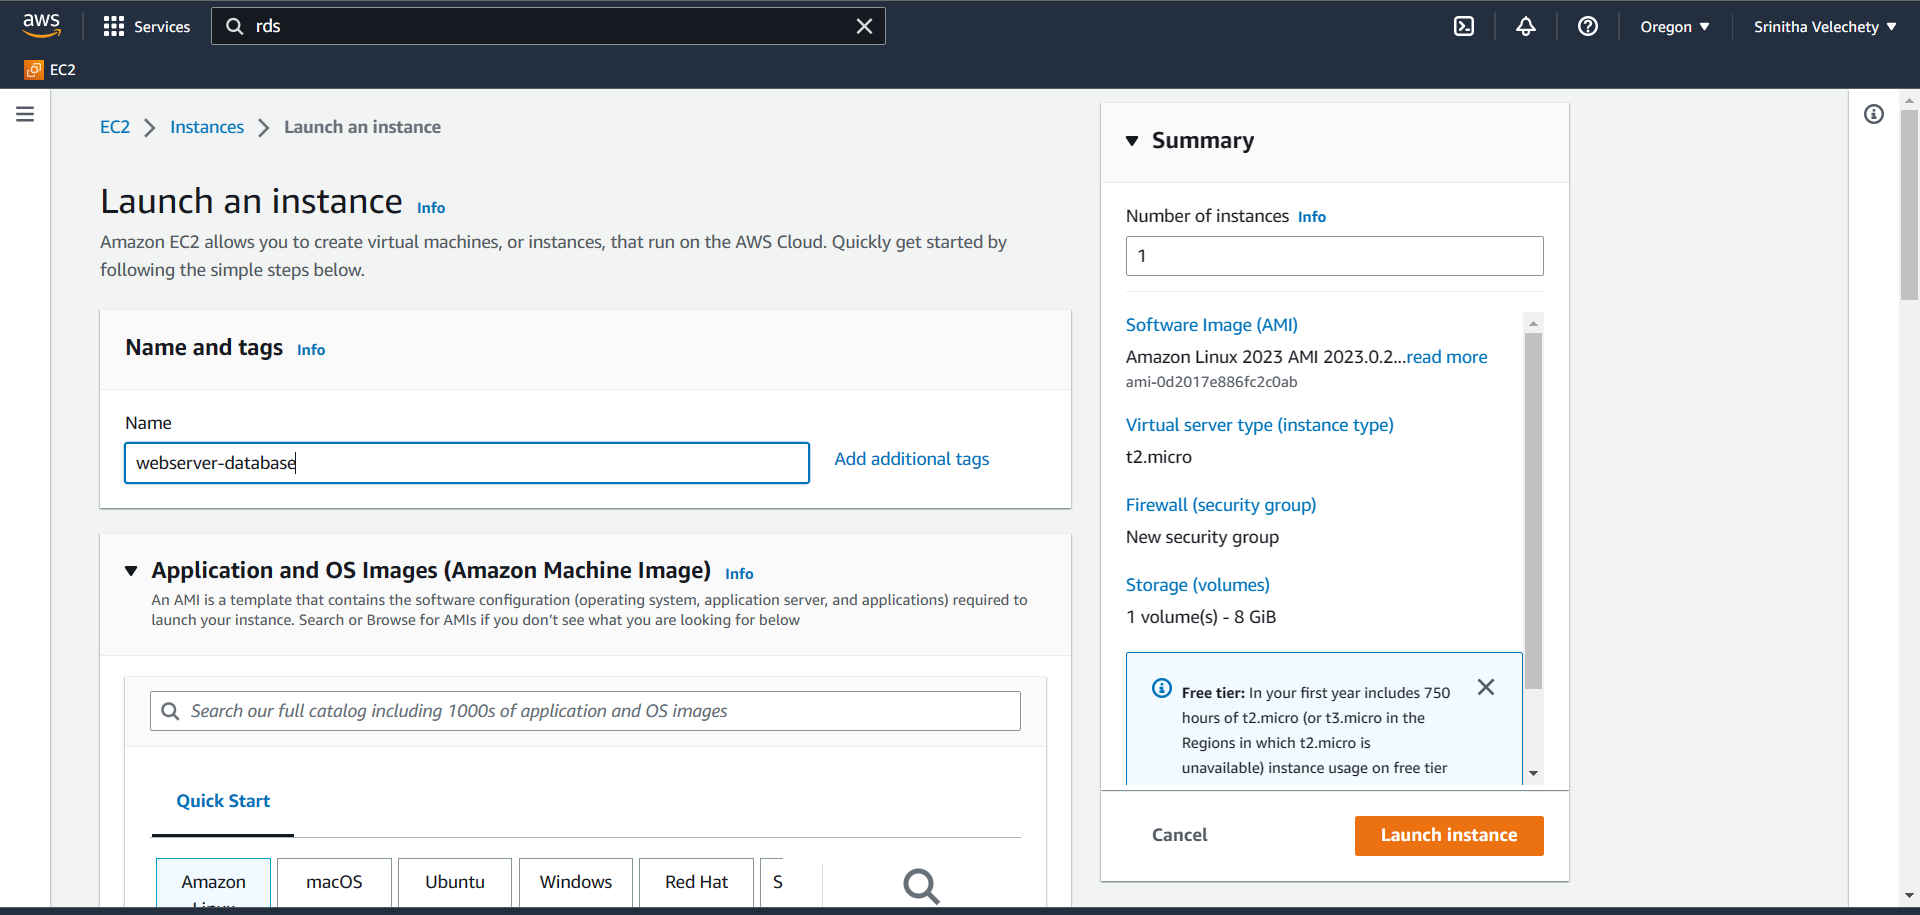 aws
Services
rds
Oregon
Srinitha Velechety
EC2
EC2
Instances
Launch an instance
Launch an instance Info
Amazon EC2 allows you to create virtual machines, or instances, that run on the AWS Cloud. Quickly get started by
following the simple steps below.
Name and tags Info
Name
webserver-database
Add additional tags
Application and OS Images (Amazon Machine Image) Info
An AMI is a template that contains the software configuration (operating system, application server, and applications) required to
launch your instance. Search or Browse for AMIs if you don't see what you are looking for below
Search our full catalog including 1000s of application and OS images
Quick Start
Amazon
Linux
macOS
Ubuntu
Windows
Red Hat
S
Summary
Number of instances Info
1
Software Image (AMI)
Amazon Linux 2023 AMI 2023.0.2...read more
ami-0d2017e886fc2c0ab
Virtual server type (instance type)
t2.micro
Firewall (security group)
New security group
Storage (volumes)
1 volume(s) - 8 GiB
Free tier: In your first year includes 750
hours of t2.micro (or t3.micro in the
Regions in which t2.micro is
unavailable) instance usage on free tier
Cancel
Launch instance